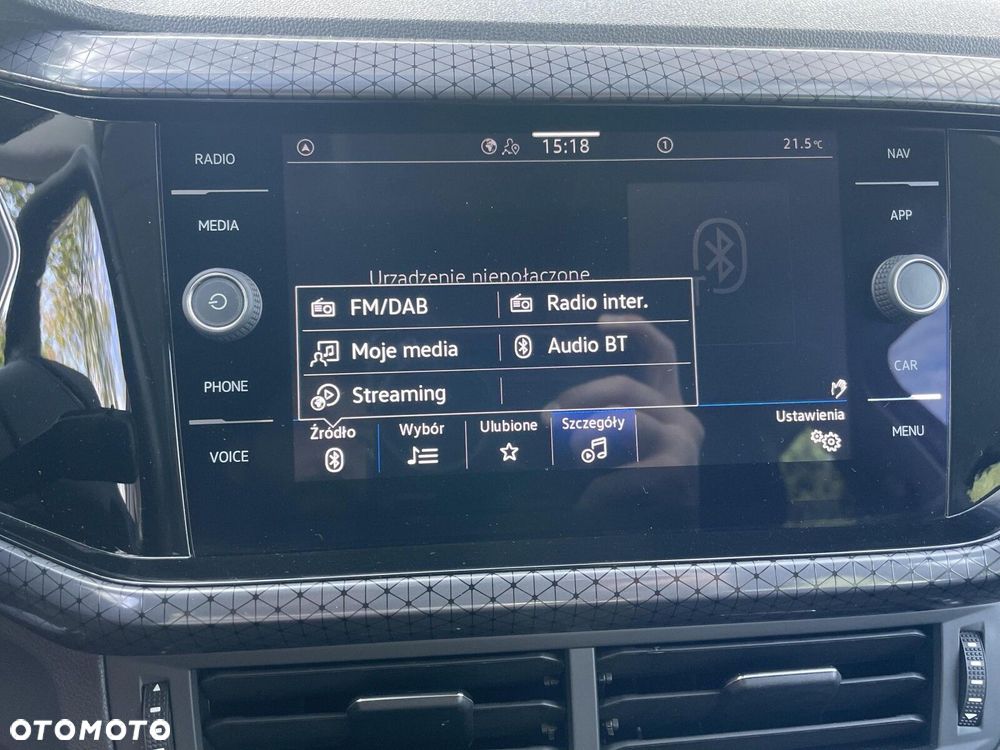 RADIO
MEDIA
PHONE
VOICE
15:18
1
21.5°C
Urządzenie niepołączone
FM/DAB
Radio inter.
Moje media
Audio BT
Streaming
Źródło
Wybór
Ulubione
Szczegóły
Ustawienia
NAV
APP
CAR
MENU
OTOMOTO